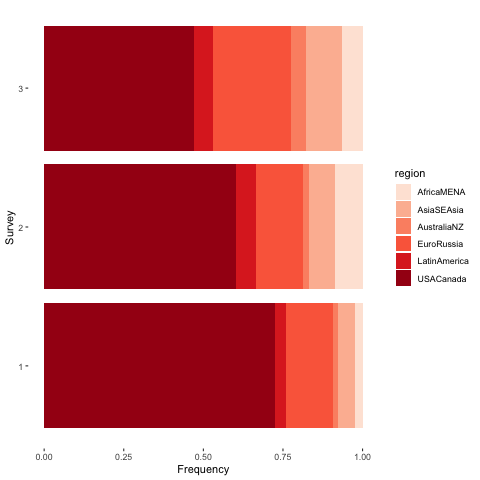 3
2
1
Survey
0.00 0.25 0.50 0.75 1.00
Frequency
region
AfricaMENA
AsiaSEAsia
AustraliaNZ
EuroRussia
LatinAmerica
USACanada